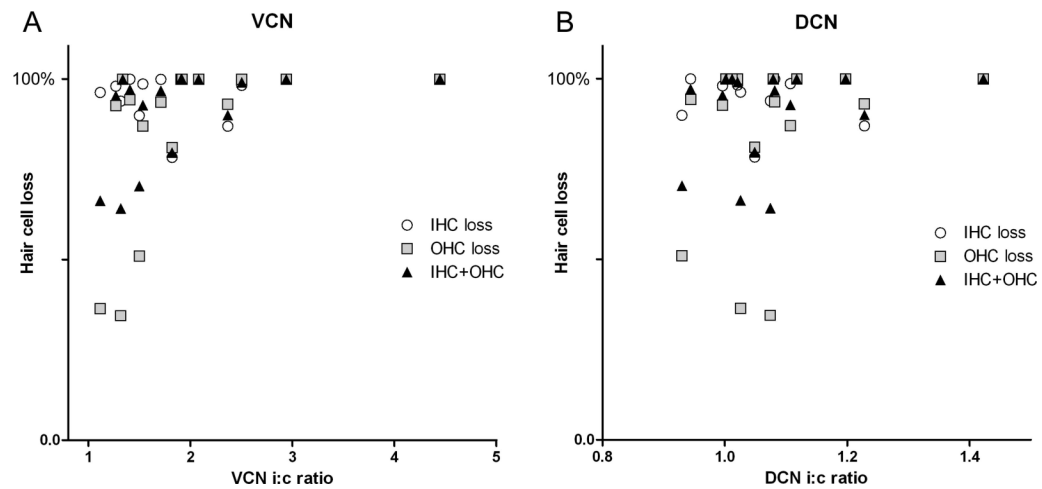 A
VCN
Hair cell loss
100%
0.0
IHC loss
OHC loss
IHC+OHC
1 2 3 4 5
VCN i:c ratio
B
DCN
Hair cell loss
100%
0.0
IHC loss
OHC loss
IHC+OHC
0.8 1.0 1.2 1.4
DCN i:c ratio